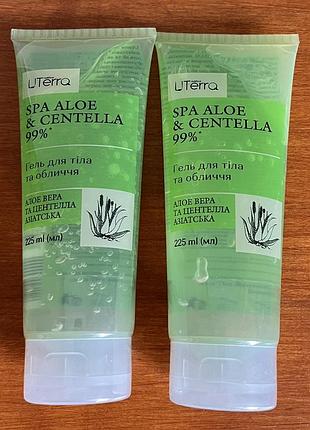 UTerra
SPA ALOE
& CENTELLA
99%*
Гель для тіла
та обличчя
АЛОЕ ВЕРА
ТА ЦЕНТЕЛЛА
АЗІАТСЬКА
225 ml (мл)
UTerra
SPA ALOE
& CENTELLA
99%*
Гель для тіла
та обличчя
АЛОЕ ВЕРА
ТА ЦЕНТЕЛЛА
АЗІАТСЬКА
225 ml (мл)